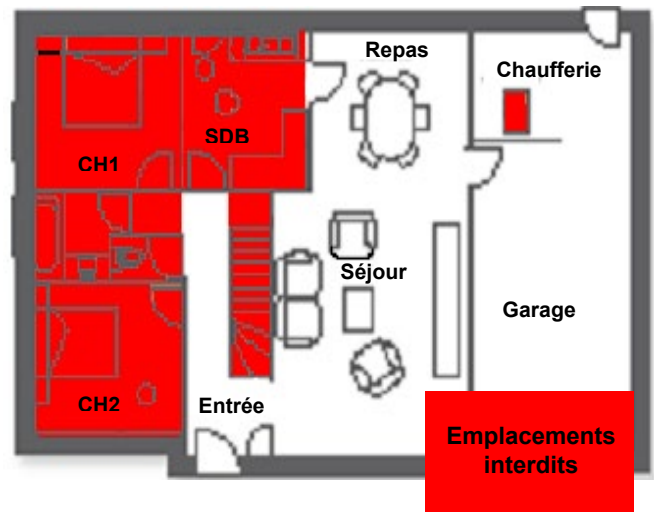 Repas
Chaufferie
SDB
CH1
Séjour
Garage
CH2
Entrée
Emplacements
interdits